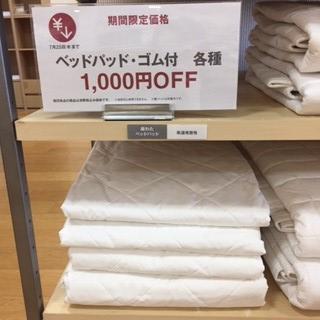 期間限定価格
¥
7月25日(水)まで
ベッドパッド・ゴム付 各種
1,000円OFF
ベッドパッド